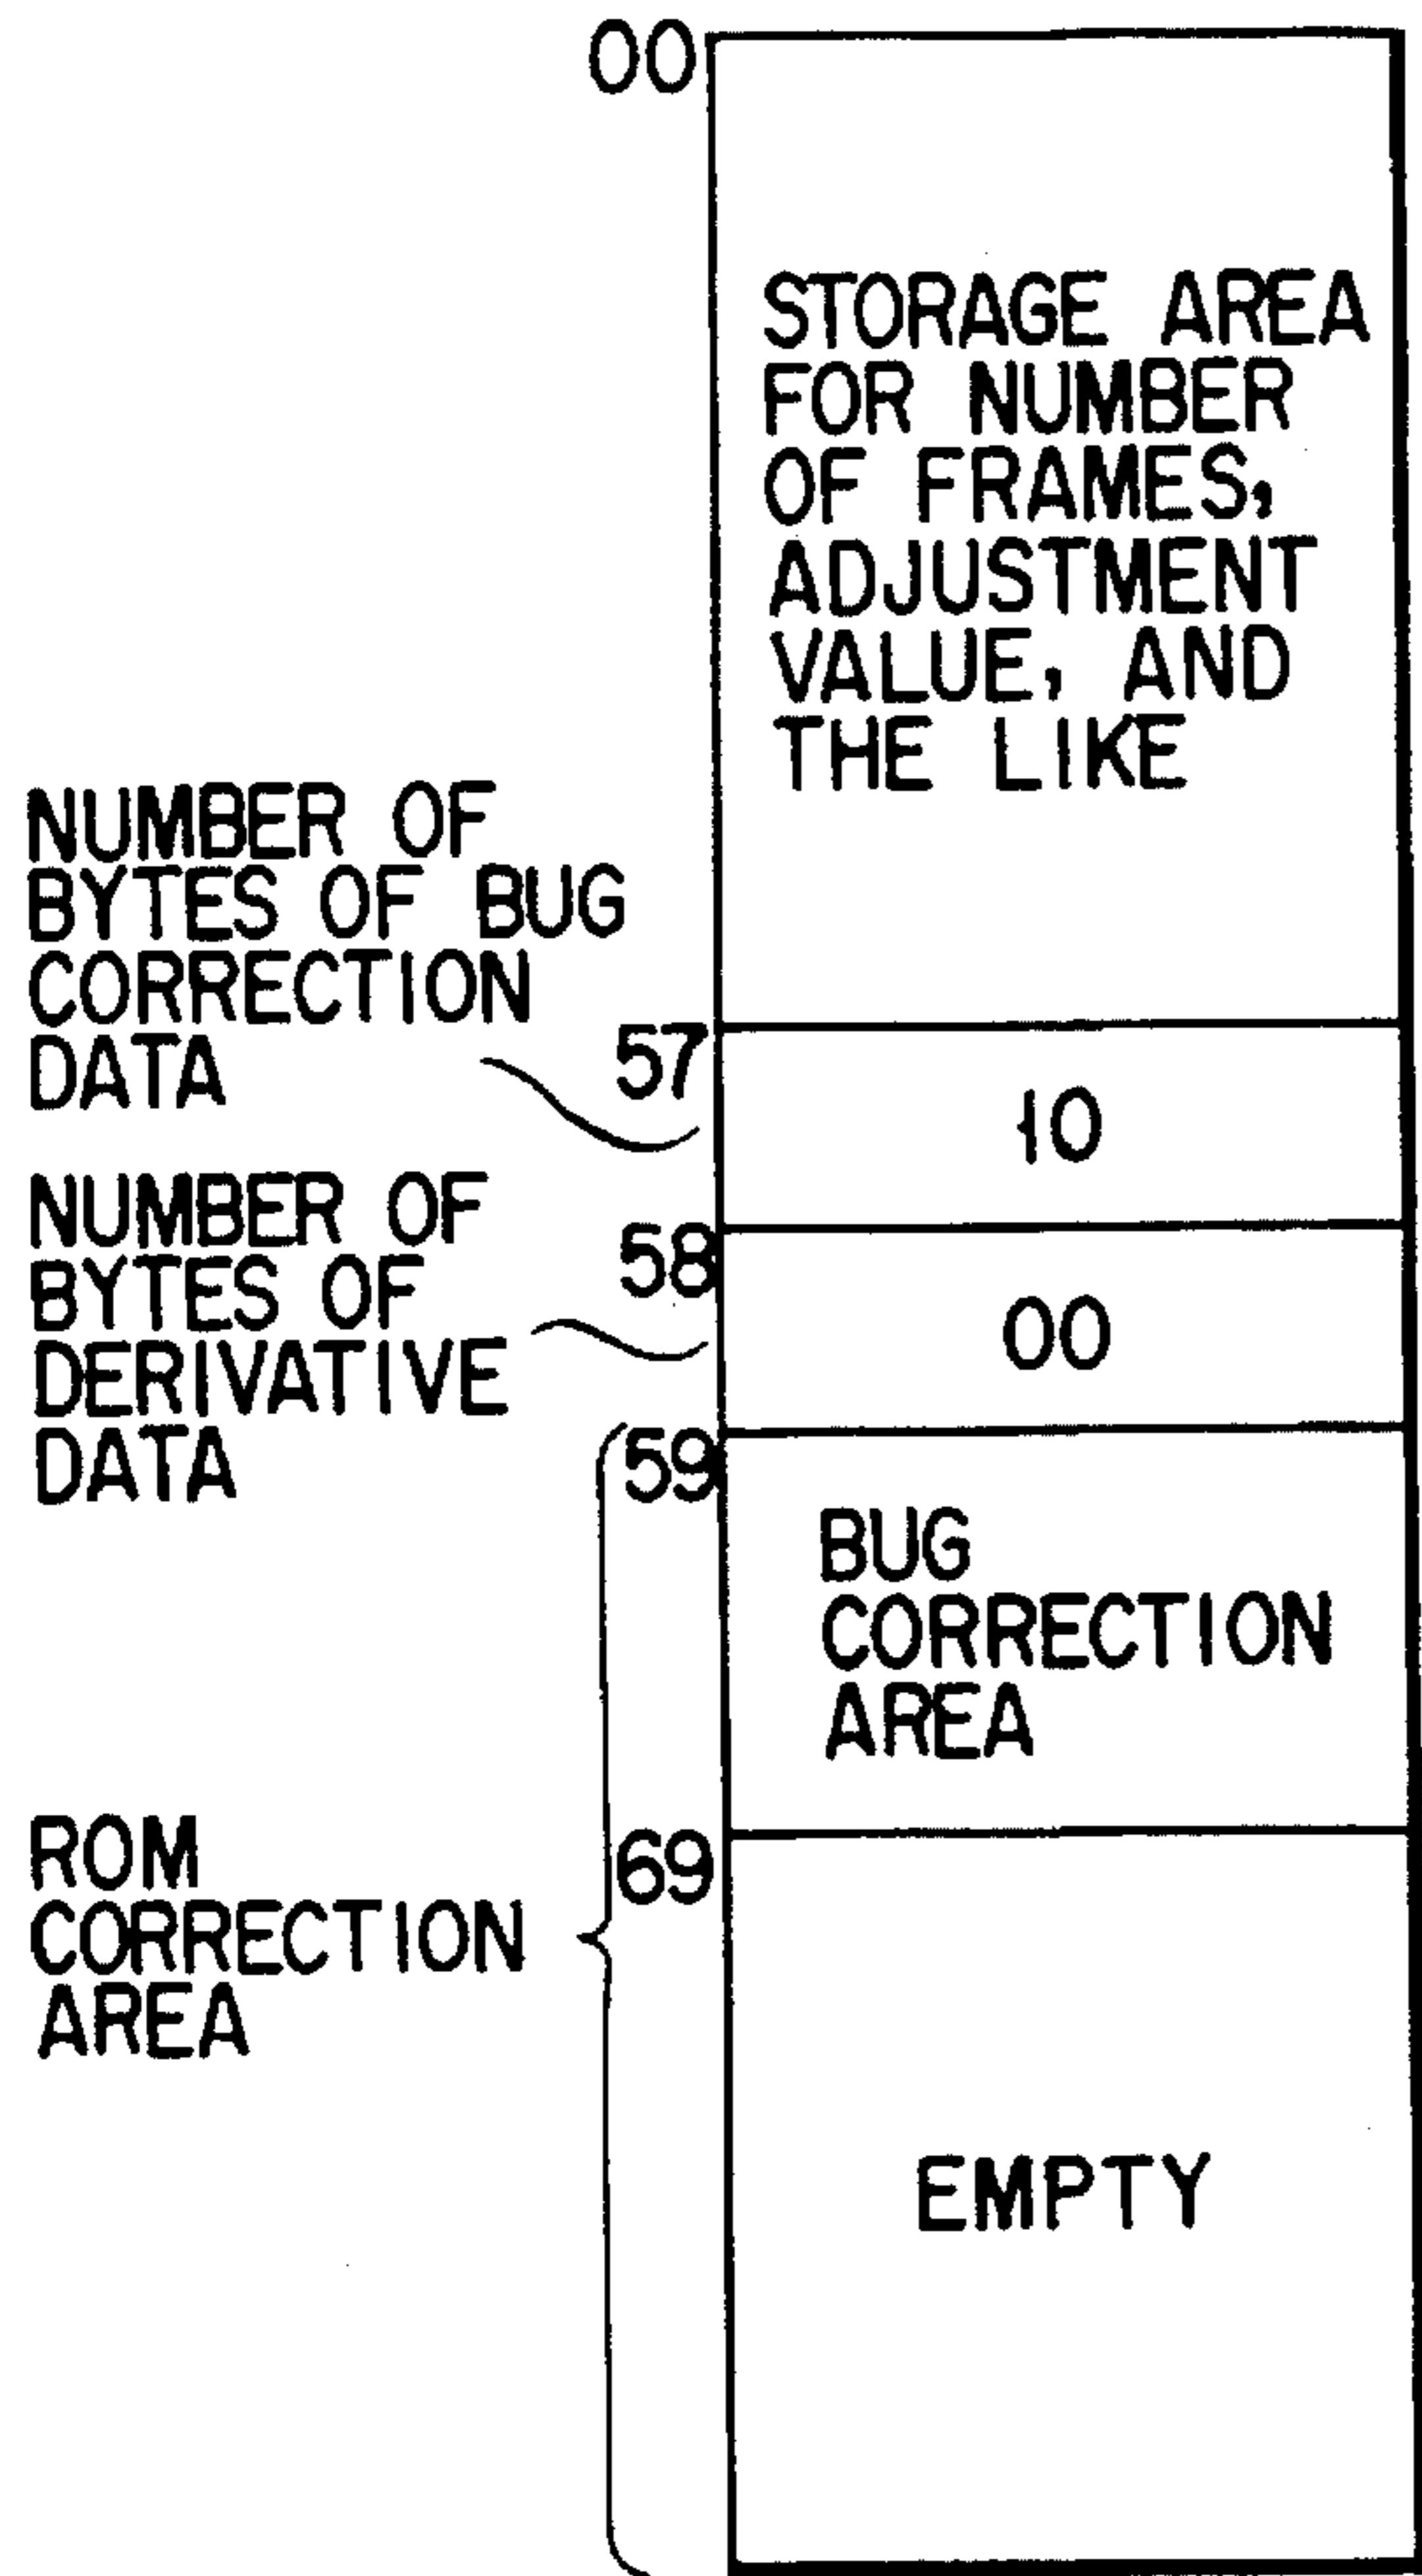 00
STORAGE AREA
FOR NUMBER
OF FRAMES,
ADJUSTMENT
VALUE, AND
THE LIKE
NUMBER OF
BYTES OF BUG
CORRECTION
DATA
57
10
NUMBER OF
BYTES OF
DERIVATIVE
DATA
58
00
59
BUG
CORRECTION
AREA
ROM
CORRECTION
AREA
69
EMPTY